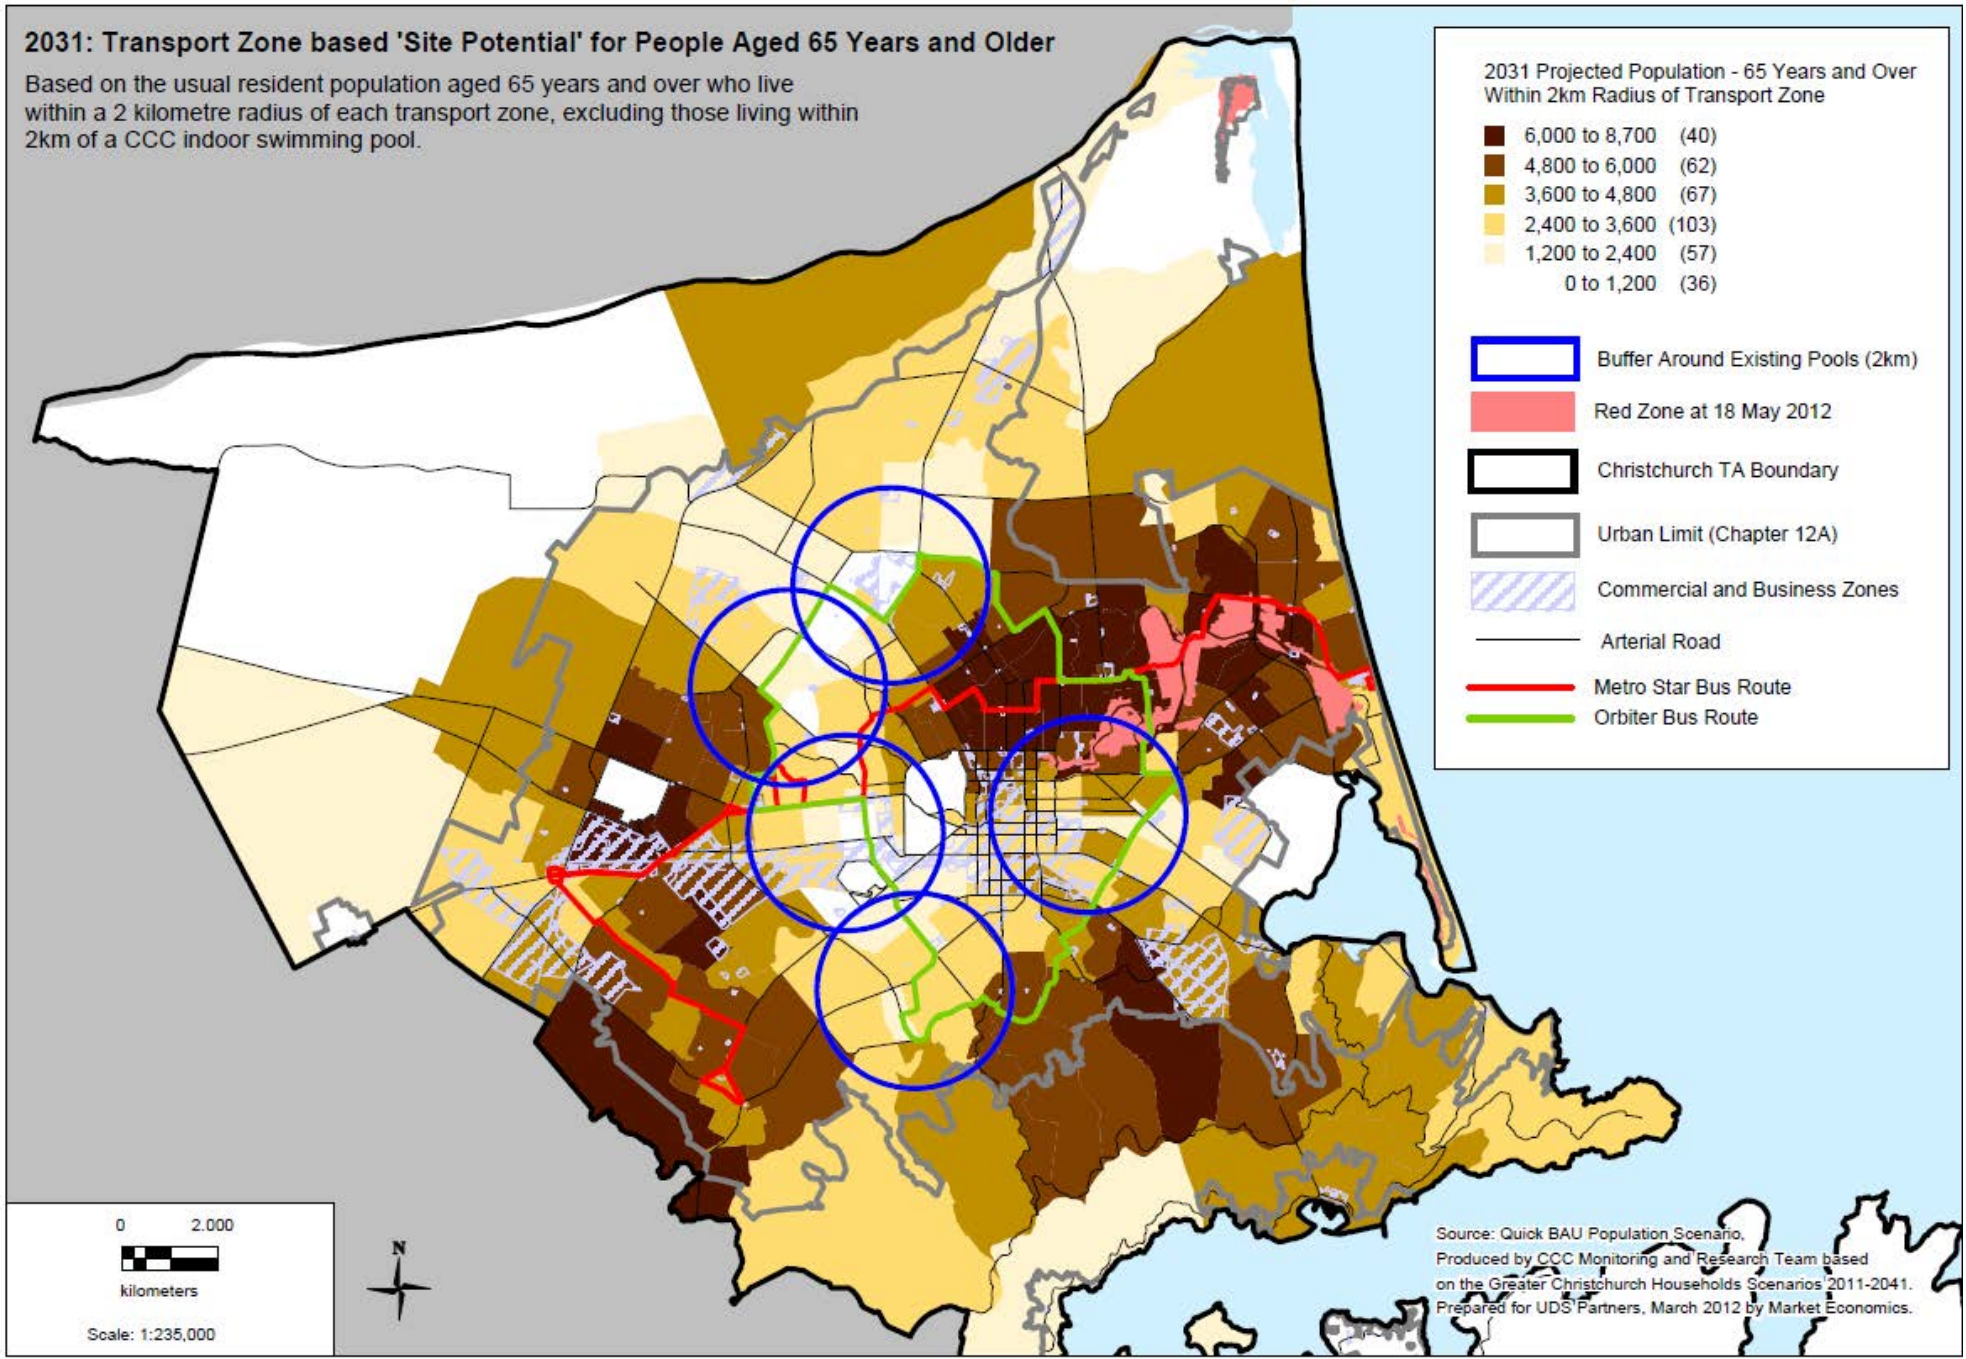 2031: Transport Zone based 'Site Potential' for People Aged 65 Years and Older
Based on the usual resident population aged 65 years and over who live
within a 2 kilometre radius of each transport zone, excluding those living within
2km of a CCC indoor swimming pool.
2031 Projected Population - 65 Years and Over
Within 2km Radius of Transport Zone
6,000 to 8,700 (40)
4,800 to 6,000 (62)
3,600 to 4,800 (67)
2,400 to 3,600 (103)
1,200 to 2,400 (57)
0 to 1,200 (36)
Buffer Around Existing Pools (2km)
Red Zone at 18 May 2012
Christchurch TA Boundary
Urban Limit (Chapter 12A)
Commercial and Business Zones
Arterial Road
Metro Star Bus Route
Orbiter Bus Route
0 2.000
kilometers
Scale: 1:235,000
N
Source: Quick BAU Population Scenario,
Produced by CCC Monitoring and Research Team based
on the Greater Christchurch Households Scenarios 2011-2041.
Prepared for UDS Partners, March 2012 by Market Economics.